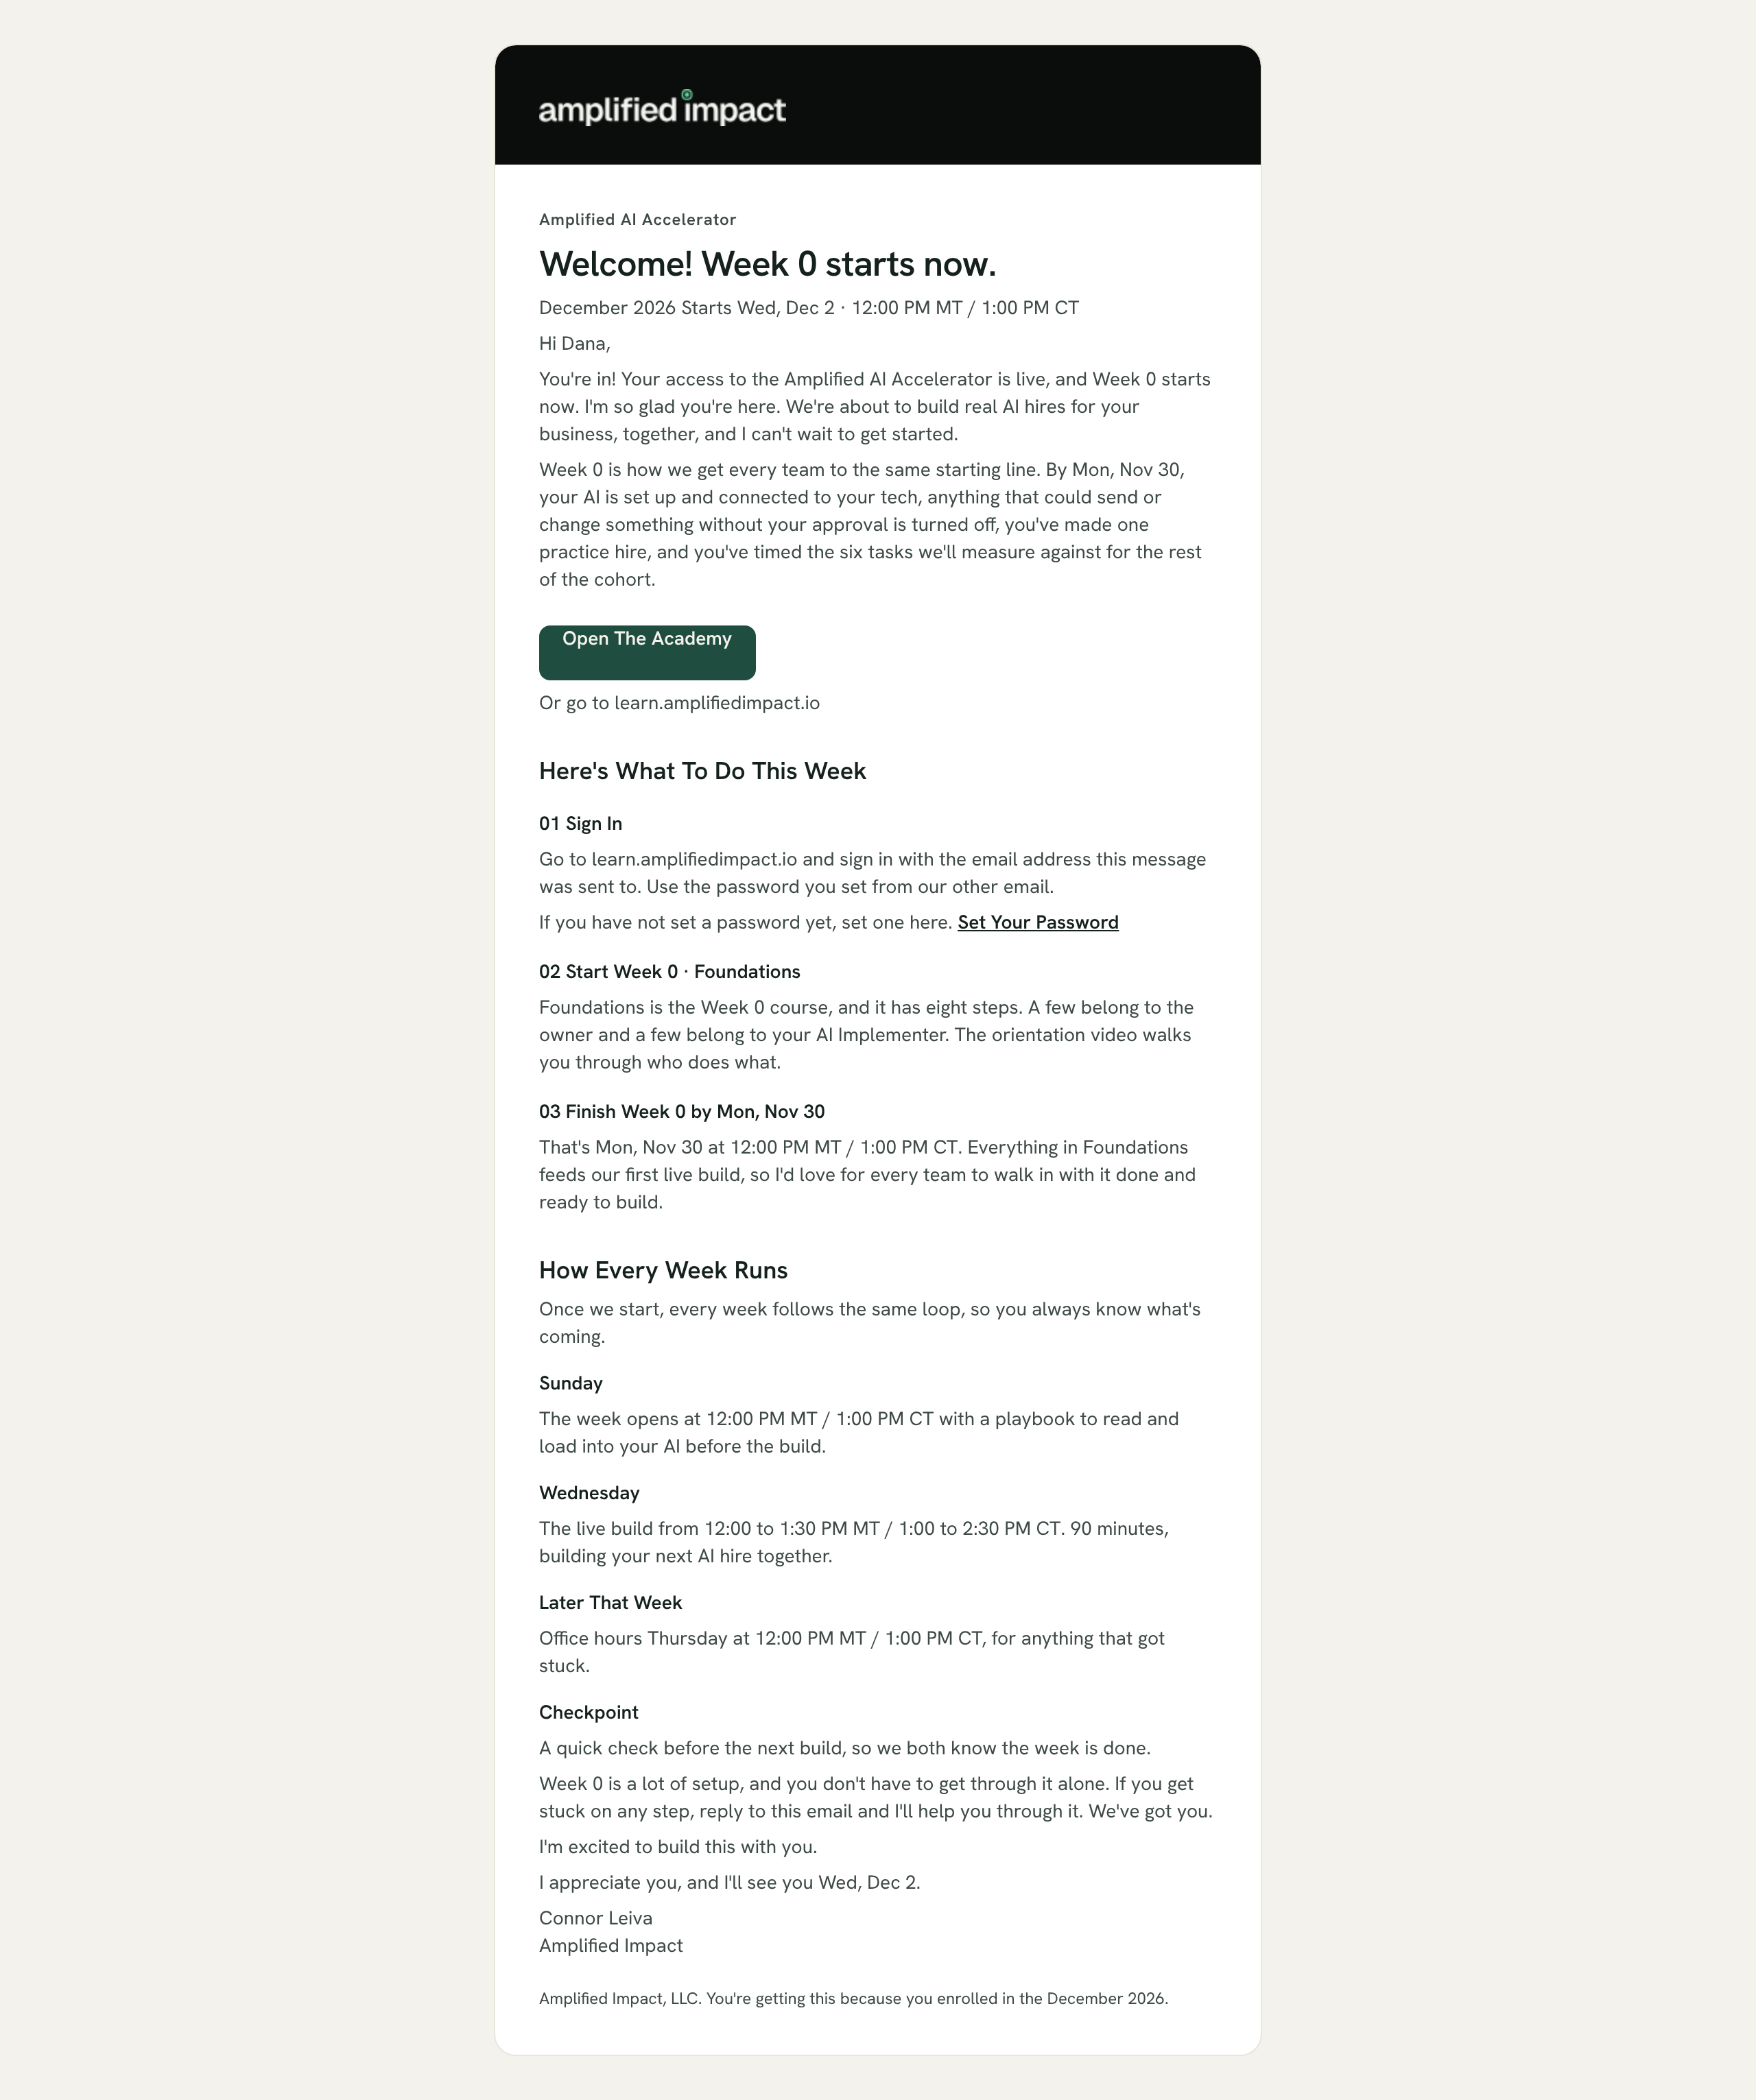 amplified impact
Amplified AI Accelerator
Welcome! Week 0 starts now.
December 2026 Starts Wed, Dec 2 · 12:00 PM MT / 1:00 PM CT
Hi Dana,
You're in! Your access to the Amplified AI Accelerator is live, and Week 0 starts
now. I'm so glad you're here. We're about to build real AI hires for your
business, together, and I can't wait to get started.
Week 0 is how we get every team to the same starting line. By Mon, Nov 30,
your AI is set up and connected to your tech, anything that could send or
change something without your approval is turned off, you've made one
practice hire, and you've timed the six tasks we'll measure against for the rest
of the cohort.
Open The Academy
Or go to learn.amplifiedimpact.io
Here's What To Do This Week
01 Sign In
Go to learn.amplifiedimpact.io and sign in with the email address this message
was sent to. Use the password you set from our other email.
If you have not set a password yet, set one here. Set Your Password
02 Start Week 0 · Foundations
Foundations is the Week 0 course, and it has eight steps. A few belong to the
owner and a few belong to your AI Implementer. The orientation video walks
you through who does what.
03 Finish Week 0 by Mon, Nov 30
That's Mon, Nov 30 at 12:00 PM MT / 1:00 PM CT. Everything in Foundations
feeds our first live build, so I'd love for every team to walk in with it done and
ready to build.
How Every Week Runs
Once we start, every week follows the same loop, so you always know what's
coming.
Sunday
The week opens at 12:00 PM MT / 1:00 PM CT with a playbook to read and
load into your AI before the build.
Wednesday
The live build from 12:00 to 1:30 PM MT / 1:00 to 2:30 PM CT. 90 minutes,
building your next AI hire together.
Later That Week
Office hours Thursday at 12:00 PM MT / 1:00 PM CT, for anything that got
stuck.
Checkpoint
A quick check before the next build, so we both know the week is done.
Week 0 is a lot of setup, and you don't have to get through it alone. If you get
stuck on any step, reply to this email and I'll help you through it. We've got you.
I'm excited to build this with you.
I appreciate you, and I'll see you Wed, Dec 2.
Connor Leiva
Amplified Impact
Amplified Impact, LLC. You're getting this because you enrolled in the December 2026.